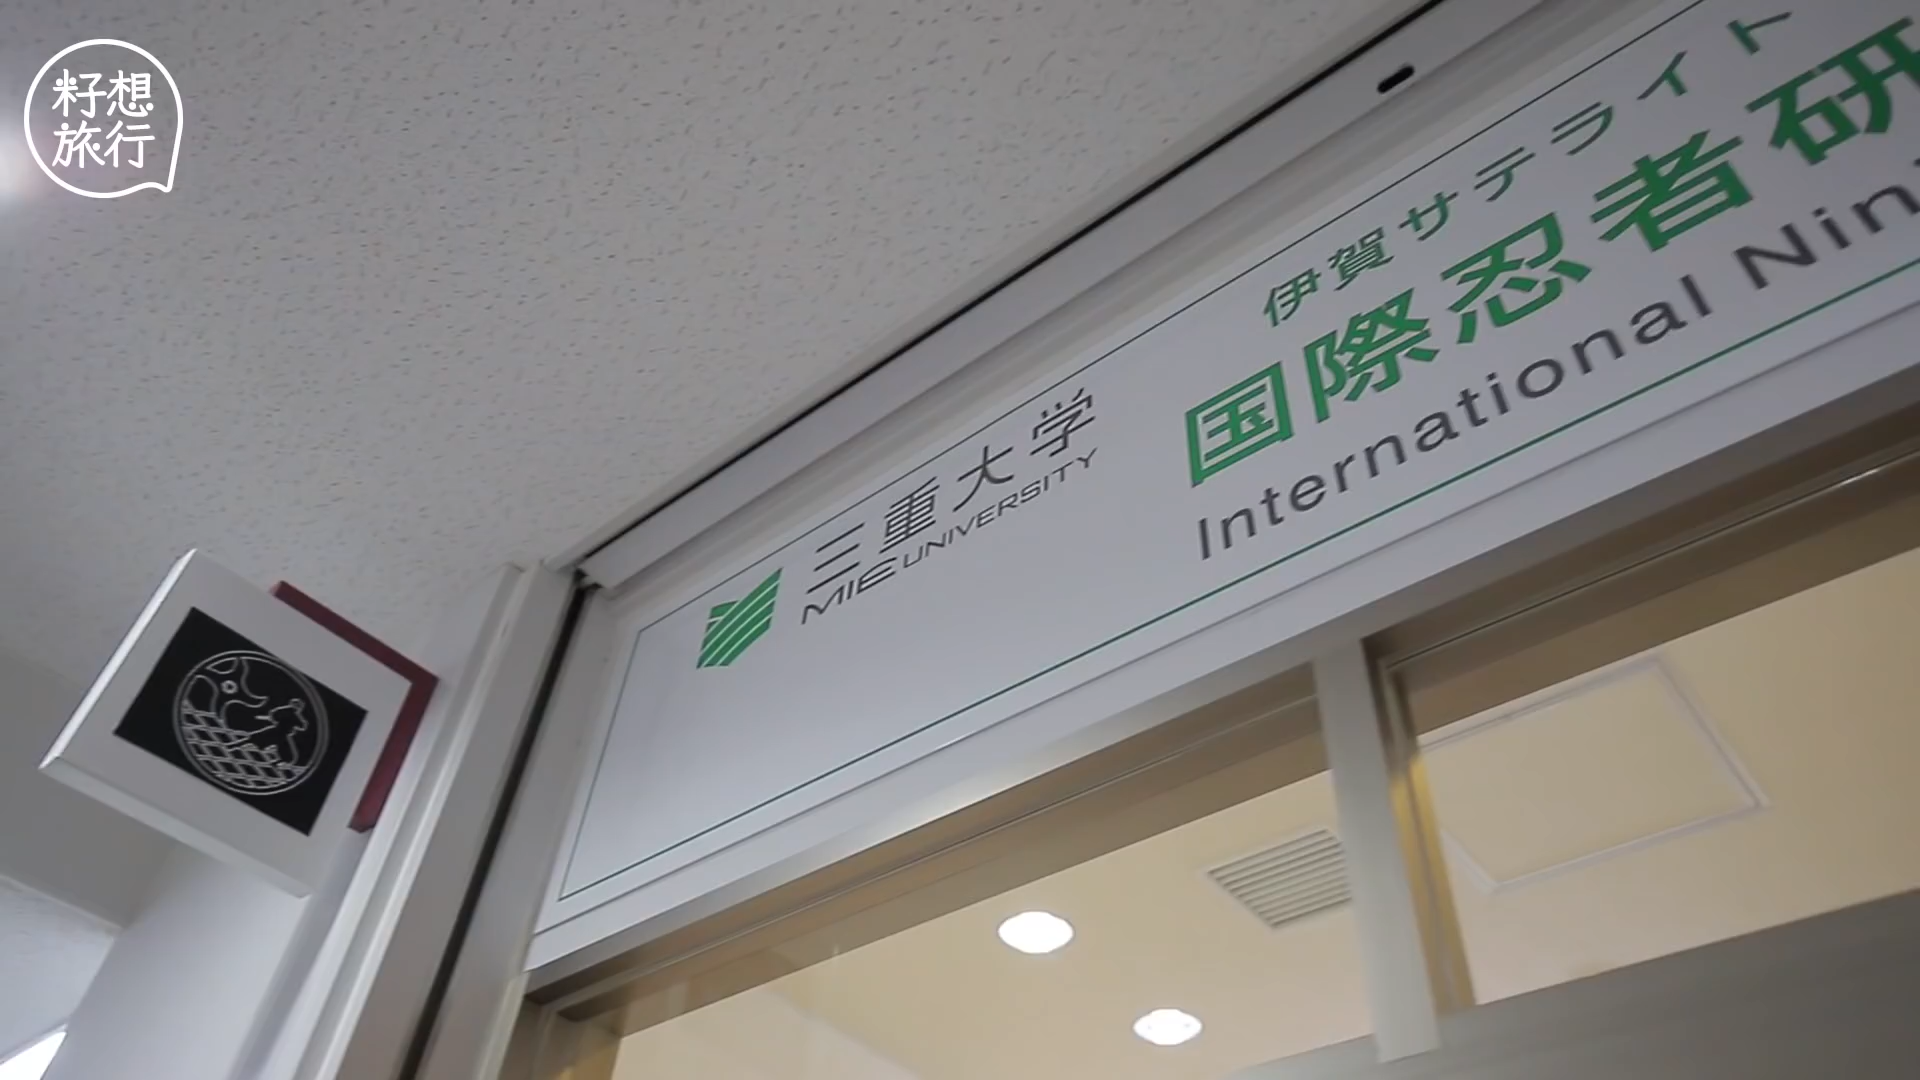 籽想
旅行
伊賀サテライト
国際忍者研
International Nin
三重大学
MIE UNIVERSITY